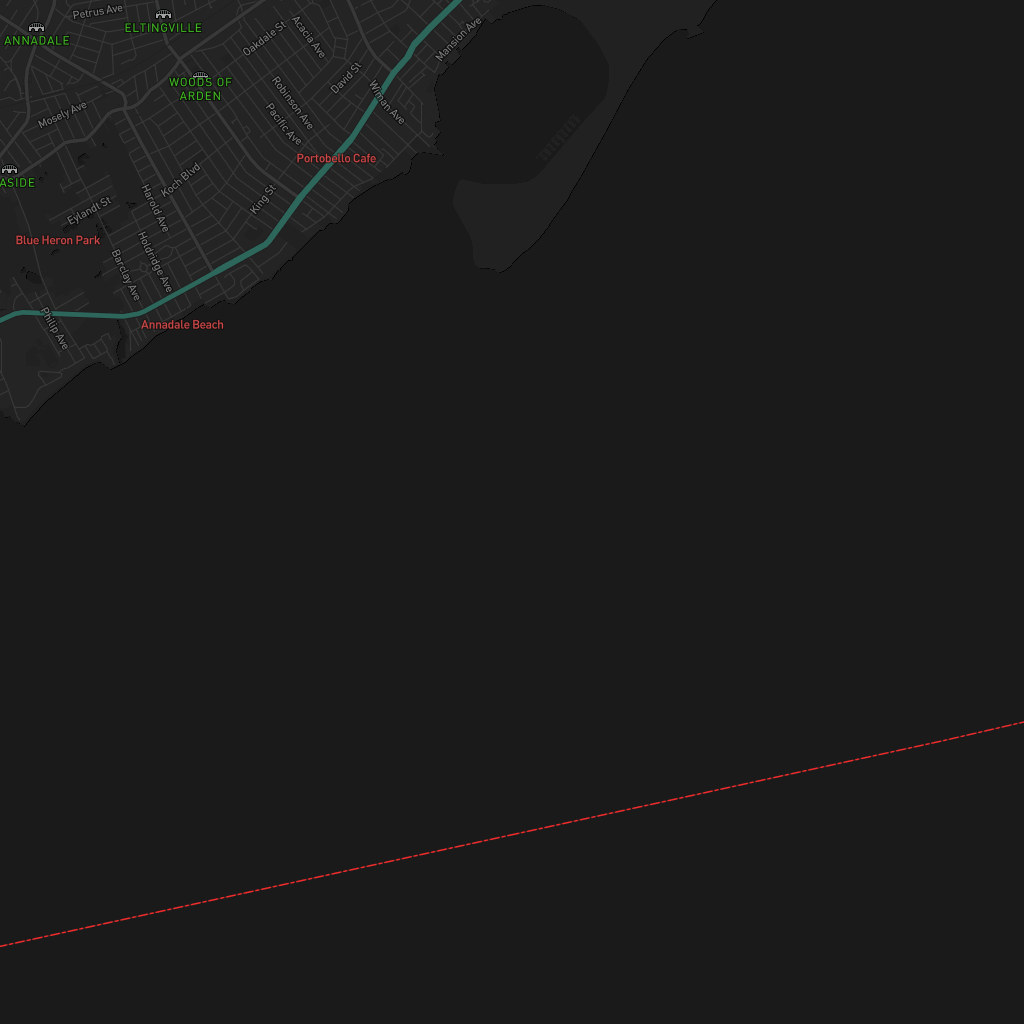 Petrus Ave
ELTINGVILLE
ANNADALE
Acacia Ave
Oakdale St
Mansion Ave
WOODS OF
ARDEN
David St
Robinson Ave
Wiman Ave
Mosely Ave
Pacific Ave
Portobello Cafe
ASIDE
Koch Blvd
King St
Harold Ave
Eylandt St
Blue Heron Park
Holdridge Ave
Barclay Ave
Philip Ave
Annadale Beach